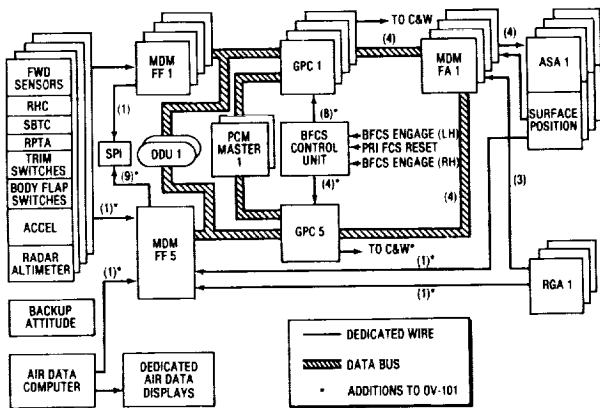 FWD
SENSORS
RHC
SBTC
RPTA
TRIM
SWITCHES
BODY FLAP
SWITCHES
ACCEL
RADAR
ALTIMETER
BACKUP
ATTITUDE
AIR DATA
COMPUTER
DEDICATED
AIR DATA
DISPLAYS
MDM
FF 1
(1)
SPI
(9)*
(1)*
MDM
FF 5
(1)*
DDU 1
PCM
MASTER
1
GPC 1
TO C&W
(4)
(8)*
BFCS
CONTROL
UNIT
BFCS ENGAGE (LH)
PRI FCS RESET
BFCS ENGAGE (RH)
(4)*
GPC 5
TO C&W*
MDM
FA 1
(4)
(4)
(3)
ASA 1
SURFACE
POSITION
(1)*
(1)*
RGA 1
DEDICATED WIRE
DATA BUS
* ADDITIONS TO OV-101